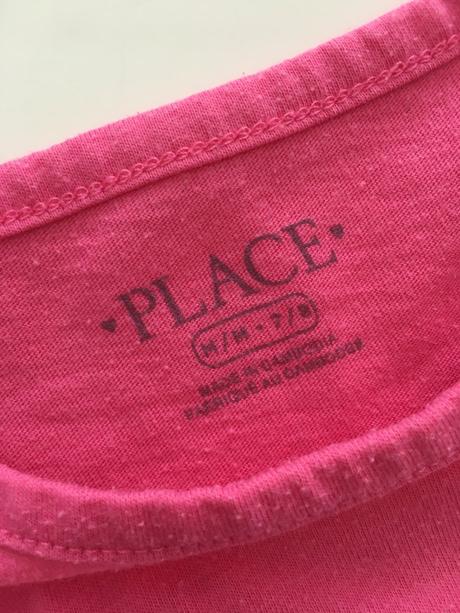 PLACE
M/M • 7/8
MADE IN CAMBODIA
FABRIQUÉ AU CAMBODGE